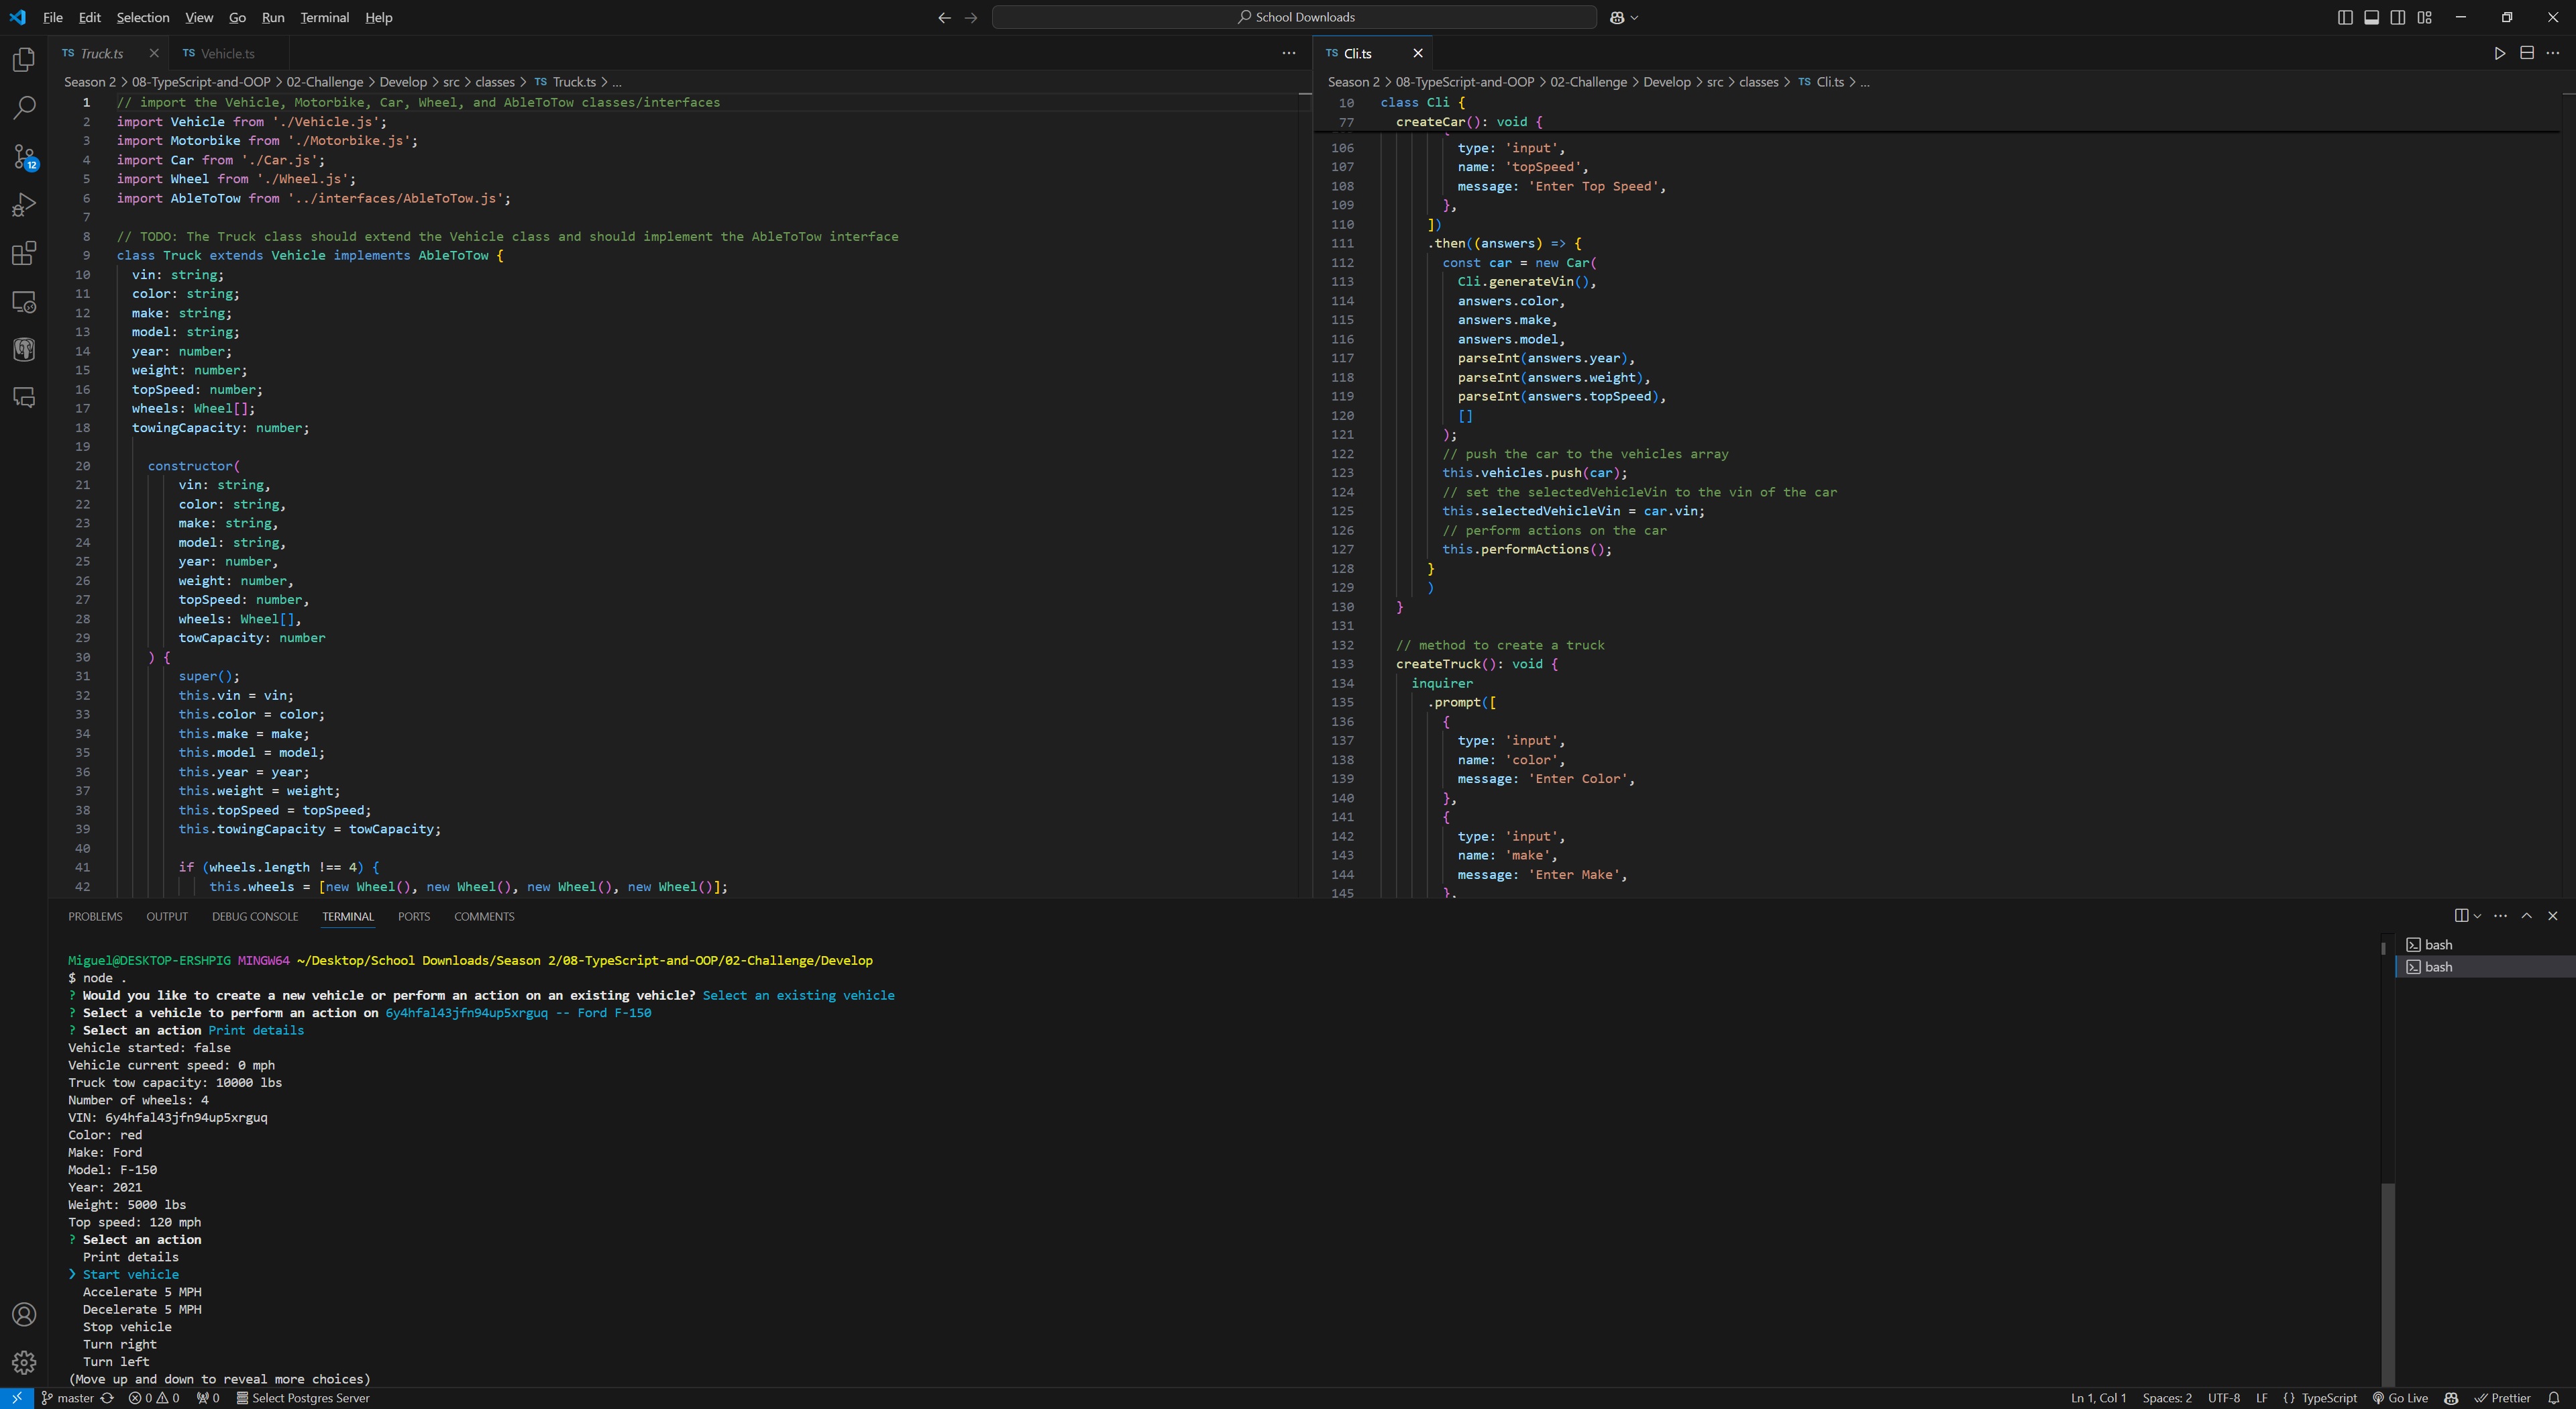 File Edit Selection View Go Run Terminal Help
School Downloads
TS Truck.ts
TS Vehicle.ts
Season 2 > 08-TypeScript-and-OOP > 02-Challenge > Develop > src > classes > TS Truck.ts > ...
1 // import the Vehicle, Motorbike, Car, Wheel, and AbleToTow classes/interfaces
2 import Vehicle from './Vehicle.js';
3 import Motorbike from './Motorbike.js';
4 import Car from './Car.js';
5 import Wheel from './Wheel.js';
6 import AbleToTow from '../interfaces/AbleToTow.js';
7
8 // TODO: The Truck class should extend the Vehicle class and should implement the AbleToTow interface
9 class Truck extends Vehicle implements AbleToTow {
10 vin: string;
11 color: string;
12 make: string;
13 model: string;
14 year: number;
15 weight: number;
16 topSpeed: number;
17 wheels: Wheel[];
18 towingCapacity: number;
19
20 constructor(
21 vin: string,
22 color: string,
23 make: string,
24 model: string,
25 year: number,
26 weight: number,
27 topSpeed: number,
28 wheels: Wheel[],
29 towCapacity: number
30 ) {
31 super();
32 this.vin = vin;
33 this.color = color;
34 this.make = make;
35 this.model = model;
36 this.year = year;
37 this.weight = weight;
38 this.topSpeed = topSpeed;
39 this.towingCapacity = towCapacity;
40
41 if (wheels.length !== 4) {
42 this.wheels = [new Wheel(), new Wheel(), new Wheel(), new Wheel()];
TS Cli.ts
Season 2 > 08-TypeScript-and-OOP > 02-Challenge > Develop > src > classes > TS Cli.ts > ...
10 class Cli {
77 createCar(): void {
106 type: 'input',
107 name: 'topSpeed',
108 message: 'Enter Top Speed',
109 },
110 ])
111 .then((answers) => {
112 const car = new Car(
113 Cli.generateVin(),
114 answers.color,
115 answers.make,
116 answers.model,
117 parseInt(answers.year),
118 parseInt(answers.weight),
119 parseInt(answers.topSpeed),
120 []
121 );
122 // push the car to the vehicles array
123 this.vehicles.push(car);
124 // set the selectedVehicleVin to the vin of the car
125 this.selectedVehicleVin = car.vin;
126 // perform actions on the car
127 this.performActions();
128 }
129 )
130 }
131
132 // method to create a truck
133 createTruck(): void {
134 inquirer
135 .prompt([
136 {
137 type: 'input',
138 name: 'color',
139 message: 'Enter Color',
140 },
141 {
142 type: 'input',
143 name: 'make',
144 message: 'Enter Make',
145 },
12
PROBLEMS OUTPUT DEBUG CONSOLE TERMINAL PORTS COMMENTS
bash
bash
Miguel@DESKTOP-ERSHPIG MINGW64 ~/Desktop/School Downloads/Season 2/08-TypeScript-and-OOP/02-Challenge/Develop
$ node .
? Would you like to create a new vehicle or perform an action on an existing vehicle? Select an existing vehicle
? Select a vehicle to perform an action on 6y4hfal43jfn94up5xrguq -- Ford F-150
? Select an action Print details
Vehicle started: false
Vehicle current speed: 0 mph
Truck tow capacity: 10000 lbs
Number of wheels: 4
VIN: 6y4hfal43jfn94up5xrguq
Color: red
Make: Ford
Model: F-150
Year: 2021
Weight: 5000 lbs
Top speed: 120 mph
? Select an action
Print details
❯ Start vehicle
Accelerate 5 MPH
Decelerate 5 MPH
Stop vehicle
Turn right
Turn left
(Move up and down to reveal more choices)
master 0 0 0 Select Postgres Server
Ln 1, Col 1 Spaces: 2 UTF-8 LF {} TypeScript Go Live Prettier